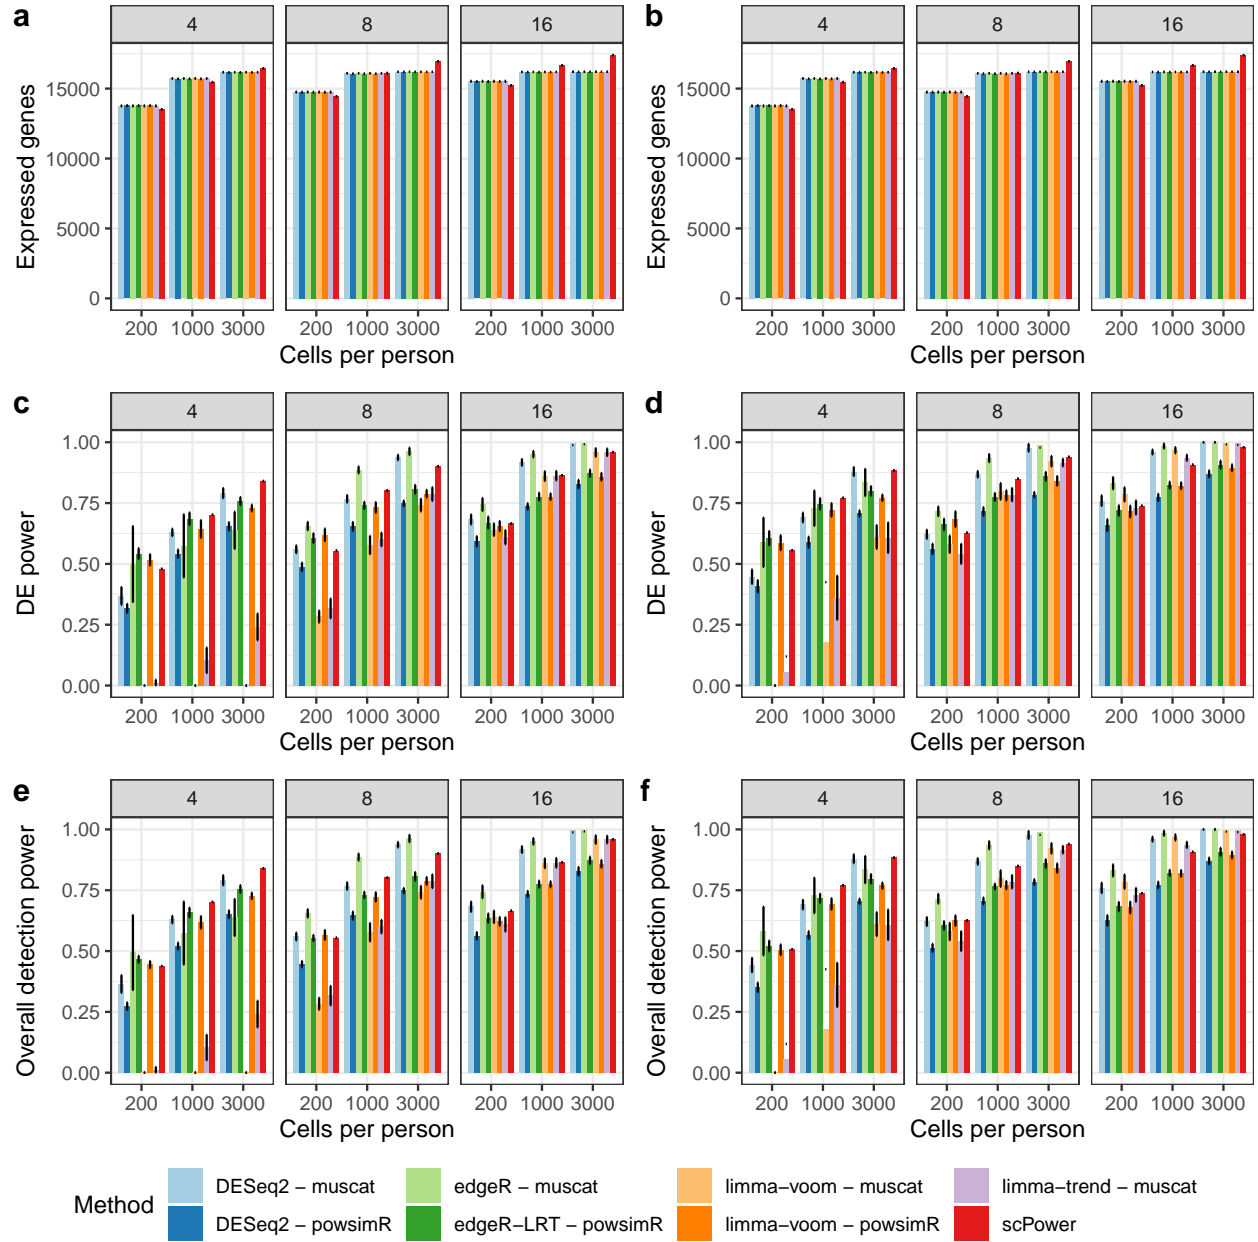 a
4
8
16
Expressed genes
15000
10000
5000
0
200 1000 3000
200 1000 3000
200 1000 3000
Cells per person
b
4
8
16
Expressed genes
15000
10000
5000
0
200 1000 3000
200 1000 3000
200 1000 3000
Cells per person
c
4
8
16
DE power
1.00
0.75
0.50
0.25
0.00
200 1000 3000
200 1000 3000
200 1000 3000
Cells per person
d
4
8
16
DE power
1.00
0.75
0.50
0.25
0.00
200 1000 3000
200 1000 3000
200 1000 3000
Cells per person
e
4
8
16
Overall detection power
1.00
0.75
0.50
0.25
0.00
200 1000 3000
200 1000 3000
200 1000 3000
Cells per person
f
4
8
16
Overall detection power
1.00
0.75
0.50
0.25
0.00
200 1000 3000
200 1000 3000
200 1000 3000
Cells per person
Method
DESeq2 − muscat
DESeq2 − powsimR
edgeR − muscat
edgeR−LRT − powsimR
limma−voom − muscat
limma−voom − powsimR
limma−trend − muscat
scPower